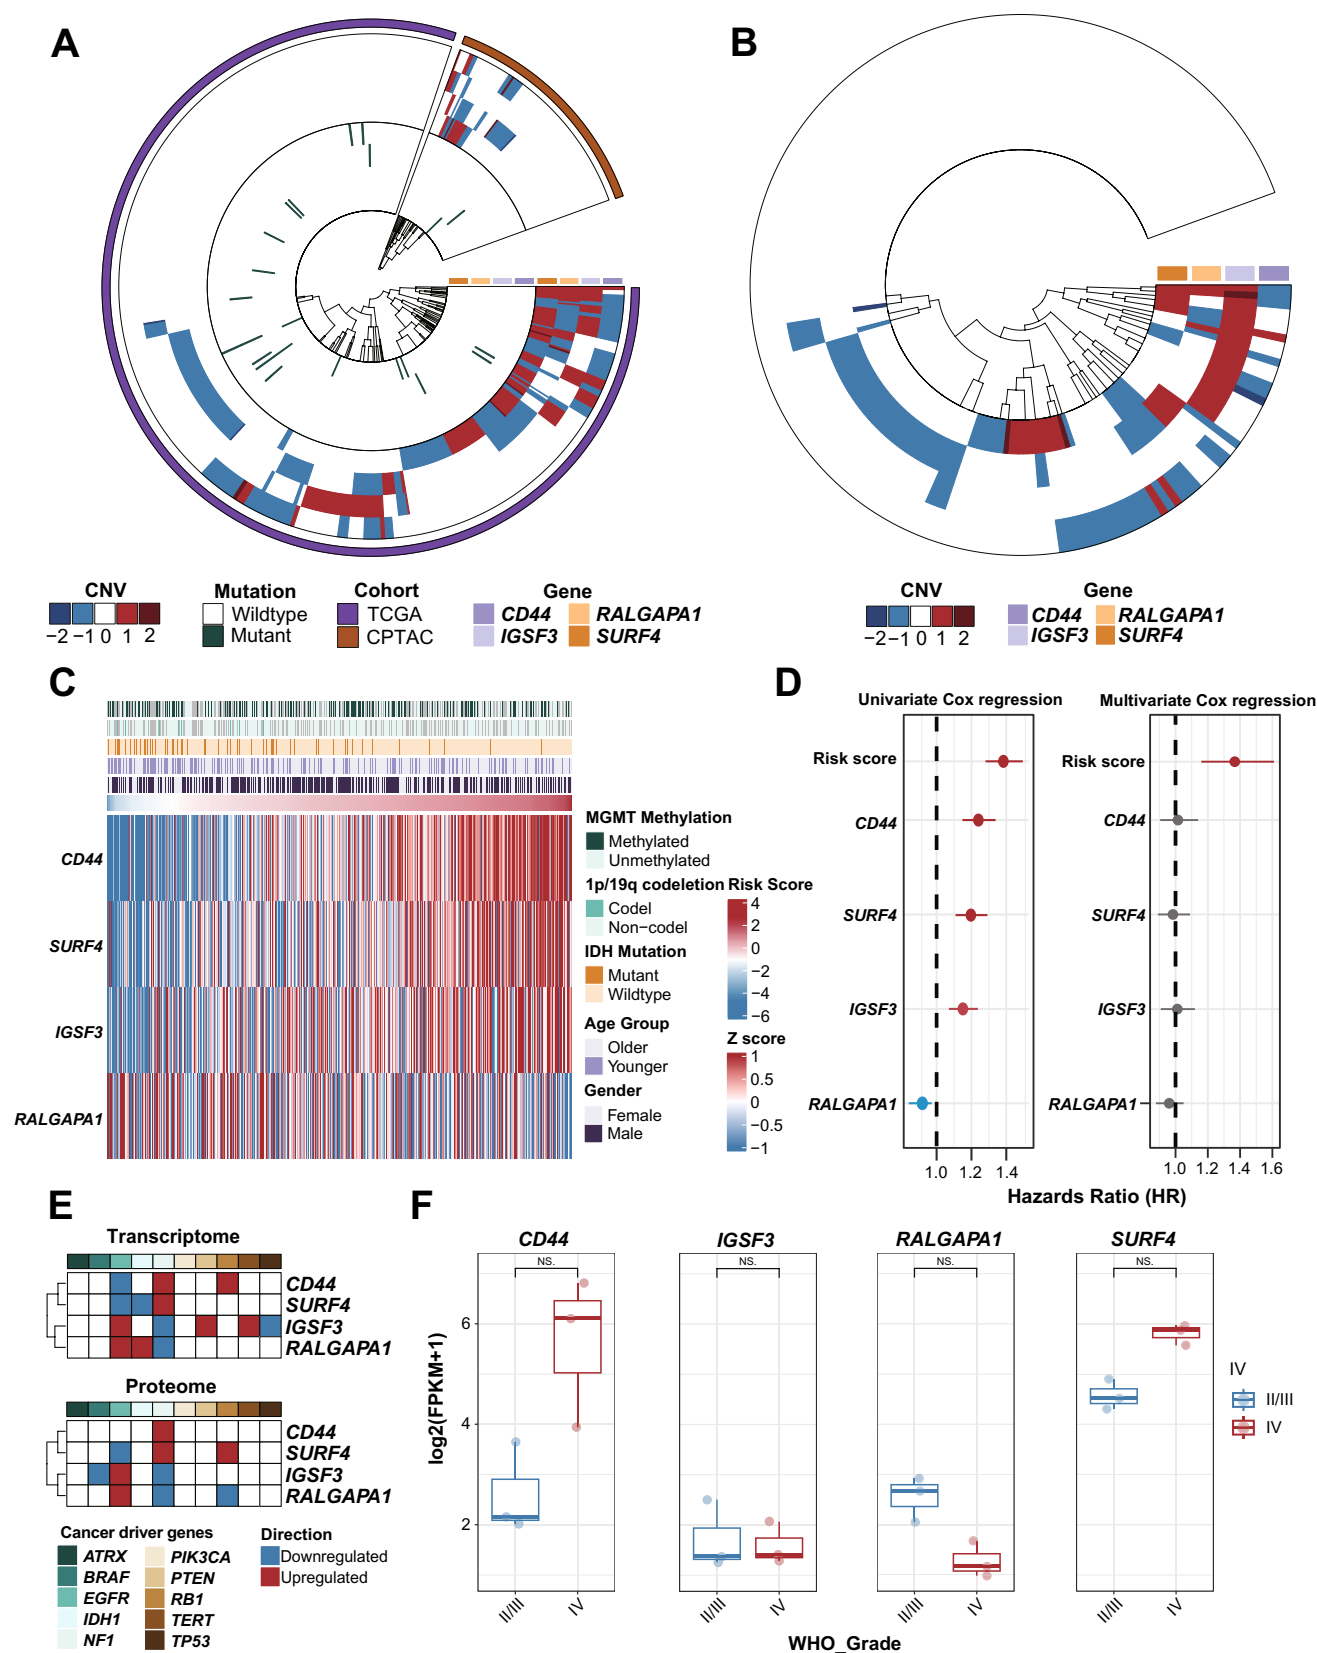 A
B
CNV
−2 −1 0 1 2
Mutation
Wildtype
Mutant
Cohort
TCGA
CPTAC
Gene
CD44 RALGAPA1
IGSF3 SURF4
CNV
−2 −1 0 1 2
Gene
CD44 RALGAPA1
IGSF3 SURF4
C
CD44
SURF4
IGSF3
RALGAPA1
MGMT Methylation
Methylated
Unmethylated
1p/19q codeletion
Codel
Non−codel
IDH Mutation
Mutant
Wildtype
Age Group
Older
Younger
Gender
Female
Male
Risk Score
4
2
0
−2
−4
−6
Z score
1
0.5
0
−0.5
−1
D
Univariate Cox regression
Risk score
CD44
SURF4
IGSF3
RALGAPA1
1.0 1.2 1.4
Multivariate Cox regression
Risk score
CD44
SURF4
IGSF3
RALGAPA1
1.0 1.2 1.4 1.6
Hazards Ratio (HR)
E
Transcriptome
CD44
SURF4
IGSF3
RALGAPA1
Proteome
CD44
SURF4
IGSF3
RALGAPA1
Cancer driver genes
ATRX
BRAF
EGFR
IDH1
NF1
PIK3CA
PTEN
RB1
TERT
TP53
Direction
Downregulated
Upregulated
F
CD44
IGSF3
RALGAPA1
SURF4
NS.
NS.
NS.
NS.
log2(FPKM+1)
6
4
2
II/III
IV
II/III
IV
II/III
IV
II/III
IV
WHO_Grade
IV
II/III
IV